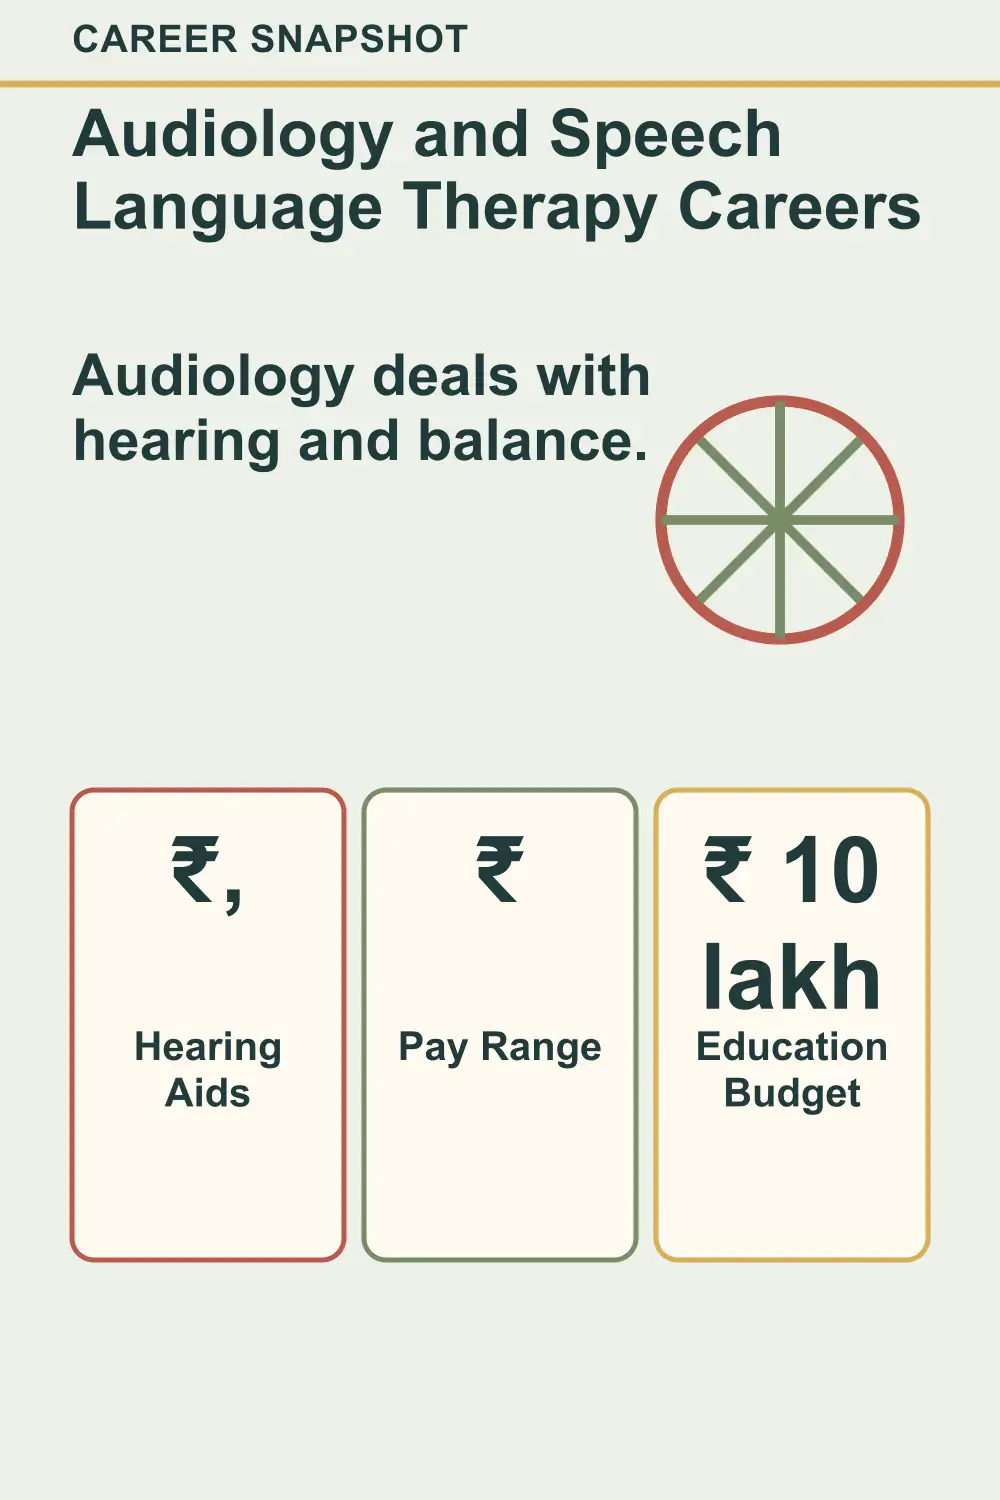 CAREER SNAPSHOT
Audiology and Speech
Language Therapy Careers
Audiology deals with
hearing and balance.
₹,
Hearing
Aids
₹
Pay Range
₹ 10
lakh
Education
Budget